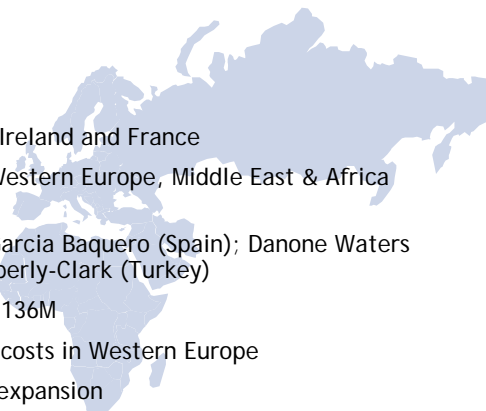 Ireland and France
Western Europe, Middle East & Africa
Garcia Baquero (Spain); Danone Waters
berly-Clark (Turkey)
136M
costs in Western Europe
expansion